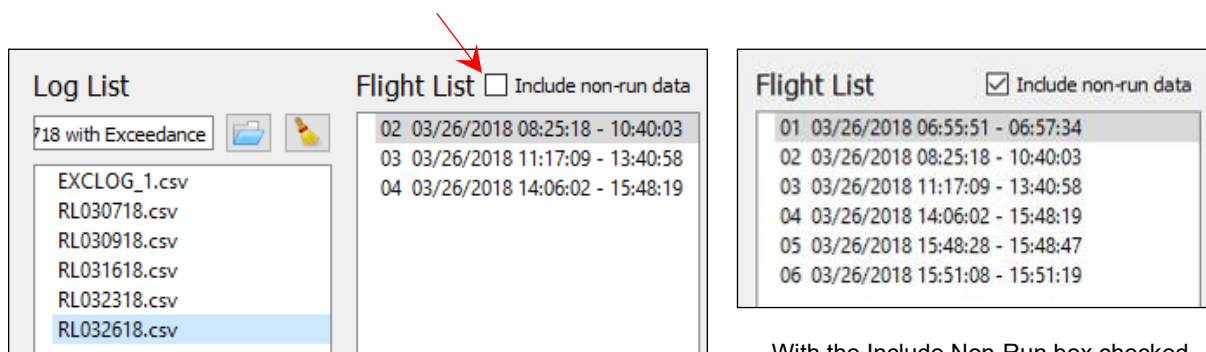 Log List
718 with Exceedance
EXCLOG_1.csv
RL030718.csv
RL030918.csv
RL031618.csv
RL032318.csv
RL032618.csv
Flight List Include non-run data
02 03/26/2018 08:25:18 - 10:40:03
03 03/26/2018 11:17:09 - 13:40:58
04 03/26/2018 14:06:02 - 15:48:19
Flight List Include non-run data
01 03/26/2018 06:55:51 - 06:57:34
02 03/26/2018 08:25:18 - 10:40:03
03 03/26/2018 11:17:09 - 13:40:58
04 03/26/2018 14:06:02 - 15:48:19
05 03/26/2018 15:48:28 - 15:48:47
06 03/26/2018 15:51:08 - 15:51:19
With the Include Non-Run box checked